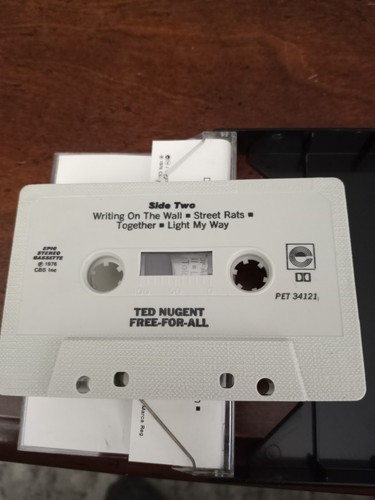 Side Two
Writing On The Wall ■ Street Rats ■
Together ■ Light My Way
EPIC
STEREO
CASSETTE
℗ 1976
CBS Inc
PET 34121
TED NUGENT
FREE-FOR-ALL